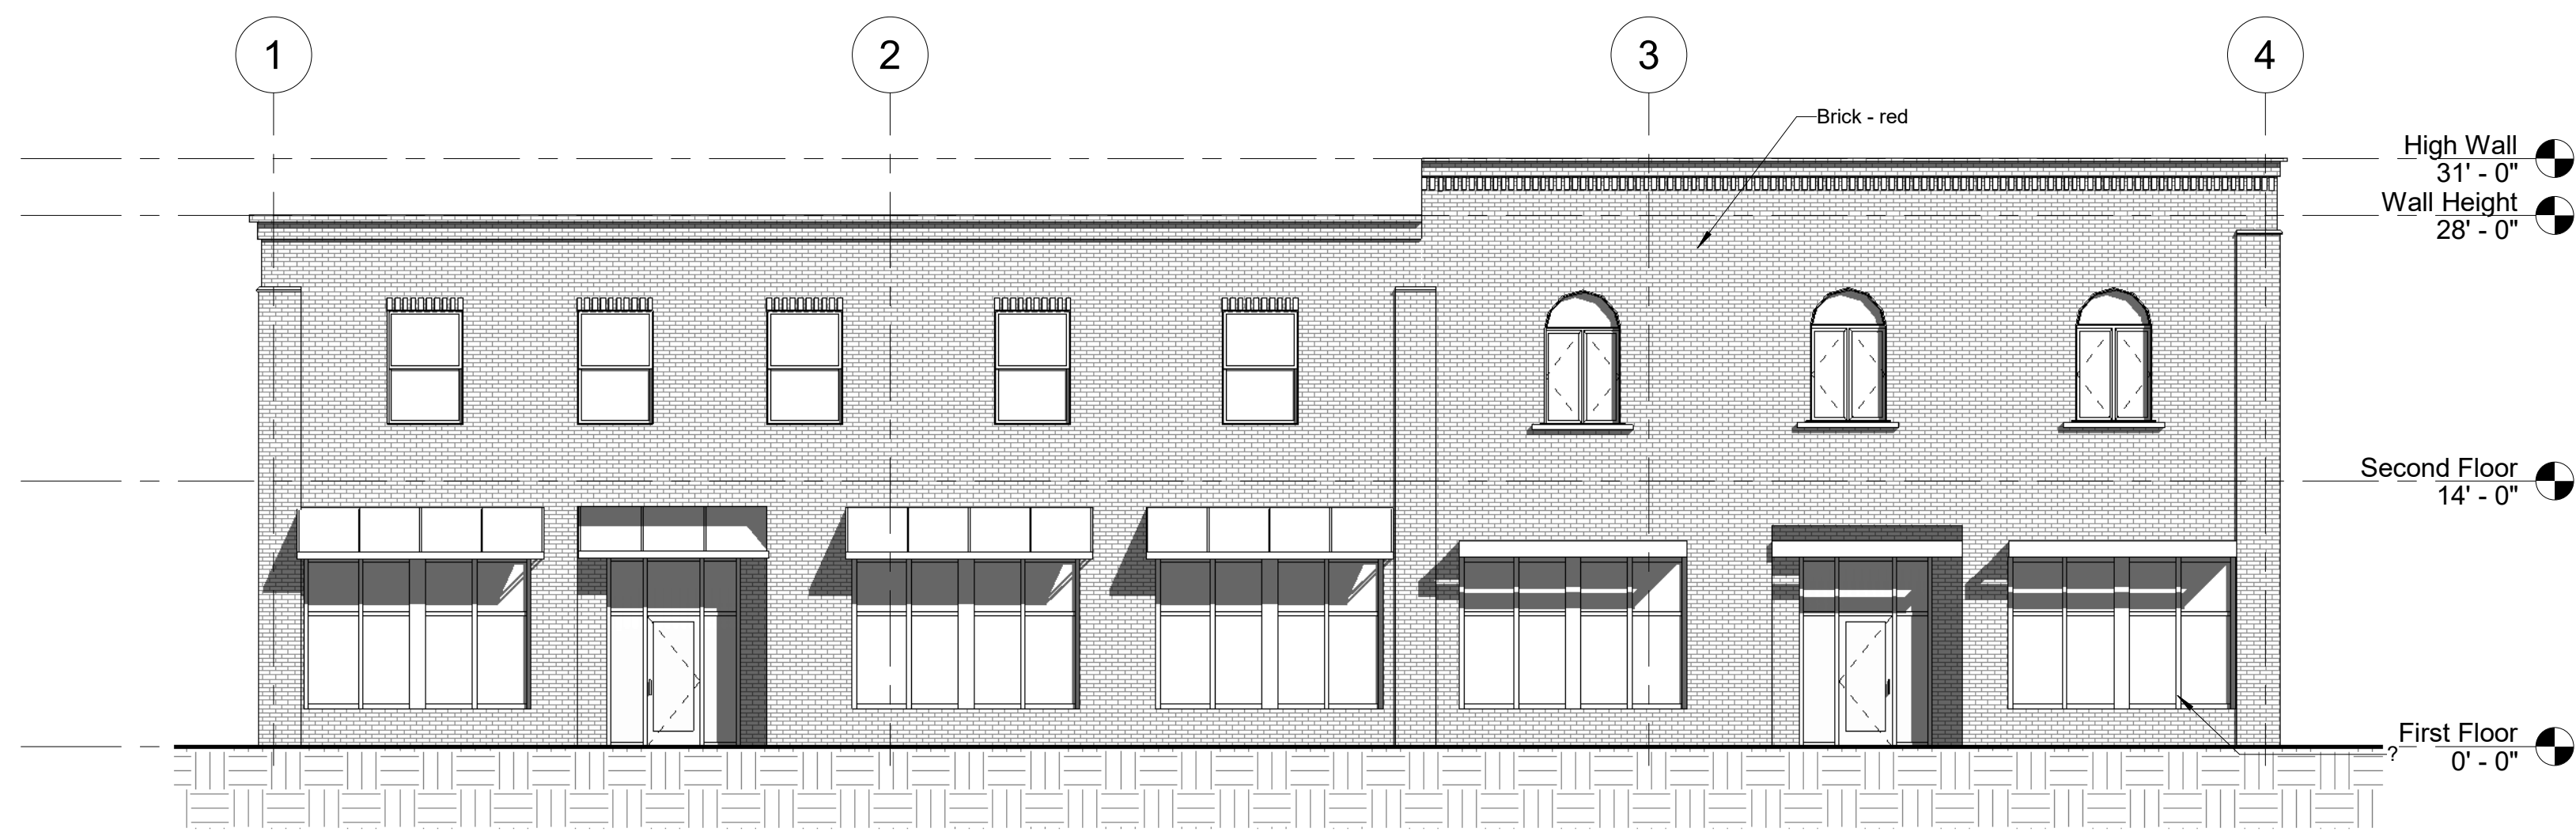 1
2
3
4
Brick - red
High Wall
31' - 0"
Wall Height
28' - 0"
Second Floor
14' - 0"
First Floor
0' - 0"
?